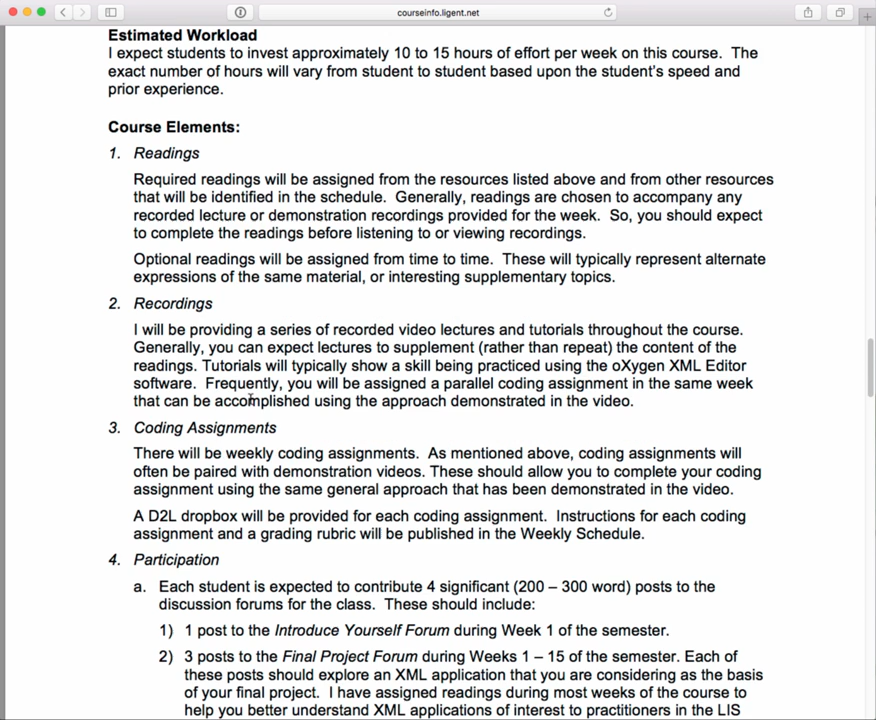 courseinfo.ligent.net
Estimated Workload
I expect students to invest approximately 10 to 15 hours of effort per week on this course.  The
exact number of hours will vary from student to student based upon the student's speed and
prior experience.
Course Elements:
1. Readings
Required readings will be assigned from the resources listed above and from other resources
that will be identified in the schedule.  Generally, readings are chosen to accompany any
recorded lecture or demonstration recordings provided for the week.  So, you should expect
to complete the readings before listening to or viewing recordings.
Optional readings will be assigned from time to time.  These will typically represent alternate
expressions of the same material, or interesting supplementary topics.
2. Recordings
I will be providing a series of recorded video lectures and tutorials throughout the course.
Generally, you can expect lectures to supplement (rather than repeat) the content of the
readings. Tutorials will typically show a skill being practiced using the oXygen XML Editor
software.  Frequently, you will be assigned a parallel coding assignment in the same week
that can be accomplished using the approach demonstrated in the video.
3. Coding Assignments
There will be weekly coding assignments.  As mentioned above, coding assignments will
often be paired with demonstration videos. These should allow you to complete your coding
assignment using the same general approach that has been demonstrated in the video.
A D2L dropbox will be provided for each coding assignment.  Instructions for each coding
assignment and a grading rubric will be published in the Weekly Schedule.
4. Participation
a. Each student is expected to contribute 4 significant (200 – 300 word) posts to the
discussion forums for the class.  These should include:
1) 1 post to the Introduce Yourself Forum during Week 1 of the semester.
2) 3 posts to the Final Project Forum during Weeks 1 – 15 of the semester. Each of
these posts should explore an XML application that you are considering as the basis
of your final project.  I have assigned readings during most weeks of the course to
help you better understand XML applications of interest to practitioners in the LIS